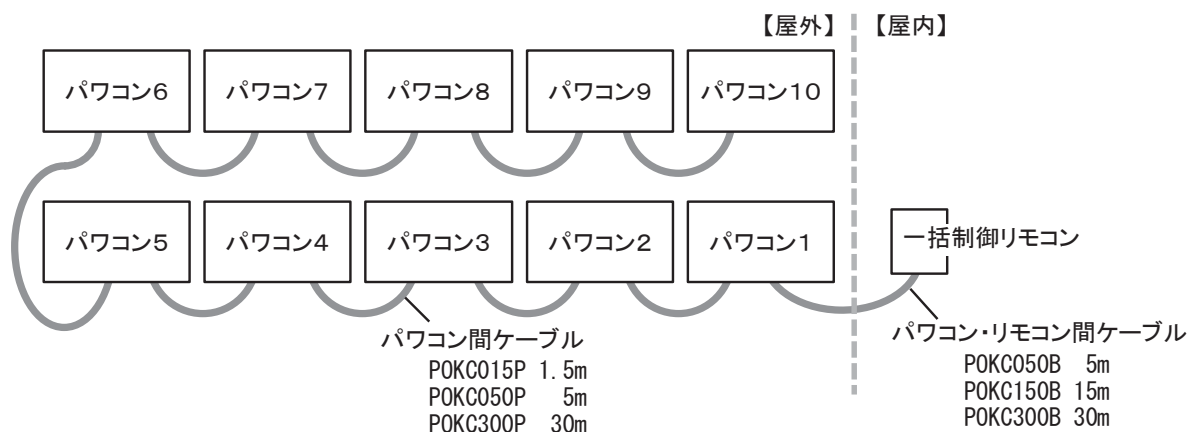 【屋外】 【屋内】
パワコン6 パワコン7 パワコン8 パワコン9 パワコン10
パワコン5 パワコン4 パワコン3 パワコン2 パワコン1 一括制御リモコン
パワコン間ケーブル
POKC015P 1.5m
POKC050P 5m
POKC300P 30m
パワコン・リモコン間ケーブル
POKC050B 5m
POKC150B 15m
POKC300B 30m